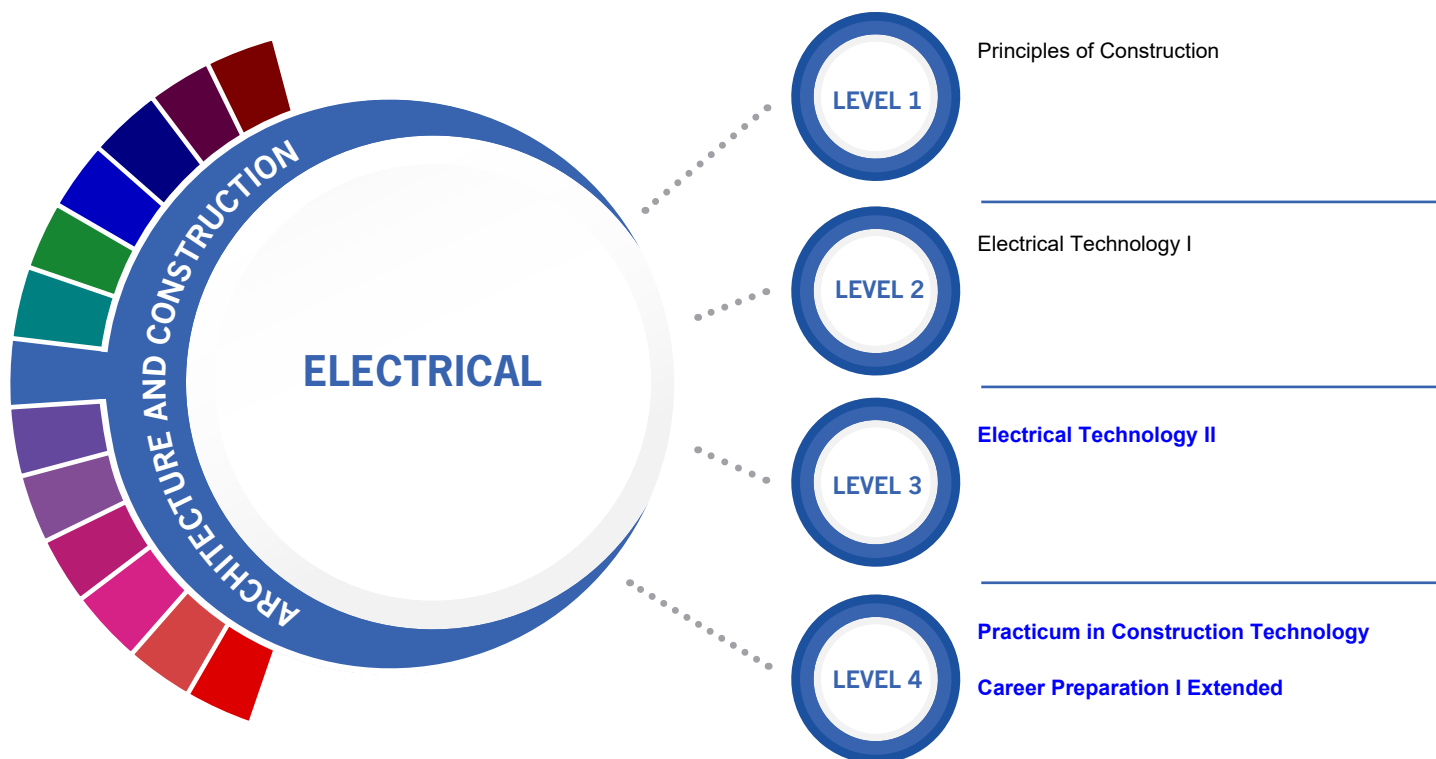 ARCHITECTURE AND CONSTRUCTION
ELECTRICAL
LEVEL 1
Principles of Construction
LEVEL 2
Electrical Technology I
LEVEL 3
Electrical Technology II
LEVEL 4
Practicum in Construction Technology
Career Preparation I Extended